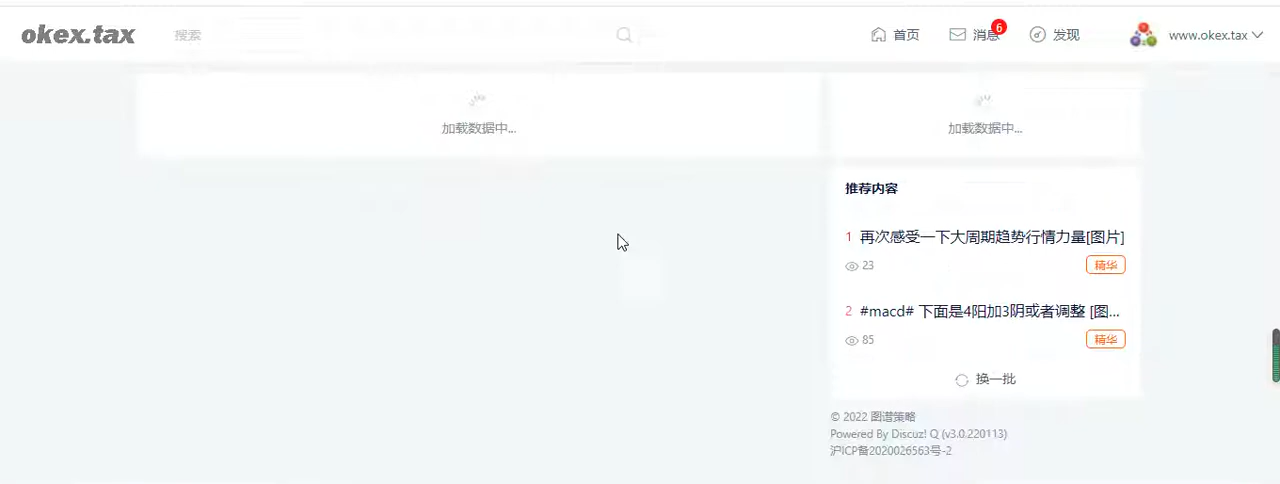 okex.tax
搜索
首页
消息
6
发现
www.okex.tax
加载数据中...
加载数据中...
推荐内容
1 再次感受一下大周期趋势行情力量[图片]
23 精华
2 #macd# 下面是4阳加3阴或者调整 [图...
85 精华
换一批
© 2022 图谱策略
Powered By Discuz! Q (v3.0.220113)
沪ICP备2020026563号-2